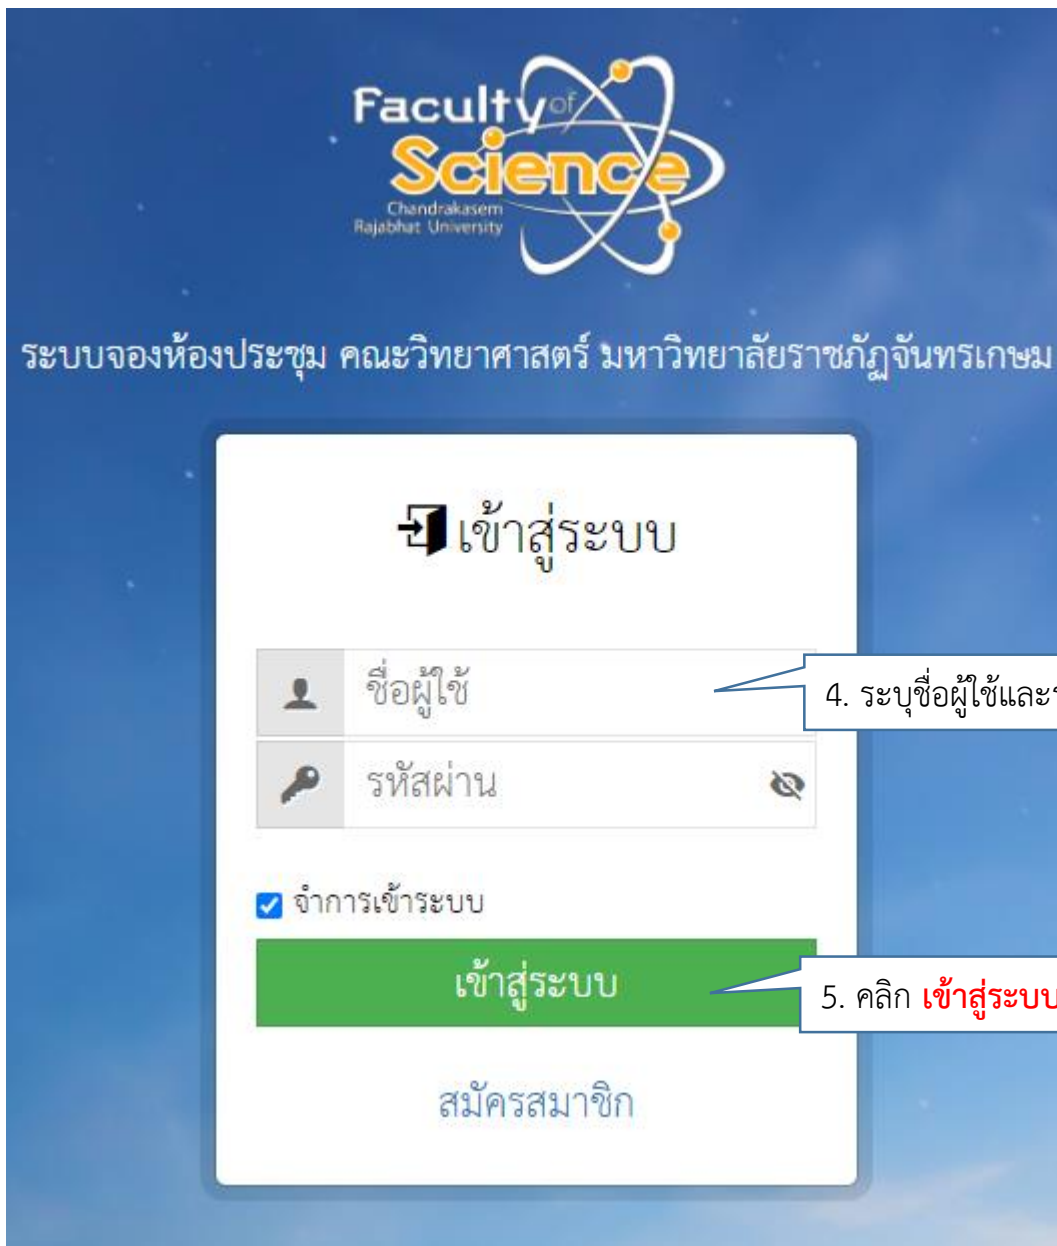 Faculty of
Science
Chandrakasem
Rajabhat University
ระบบจองห้องประชุม คณะวิทยาศาสตร์ มหาวิทยาลัยราชภัฏจันทรเกษม
เข้าสู่ระบบ
ชื่อผู้ใช้
4. ระบุชื่อผู้ใช้และ
รหัสผ่าน
จำการเข้าระบบ
เข้าสู่ระบบ
5. คลิก เข้าสู่ระบบ
สมัครสมาชิก